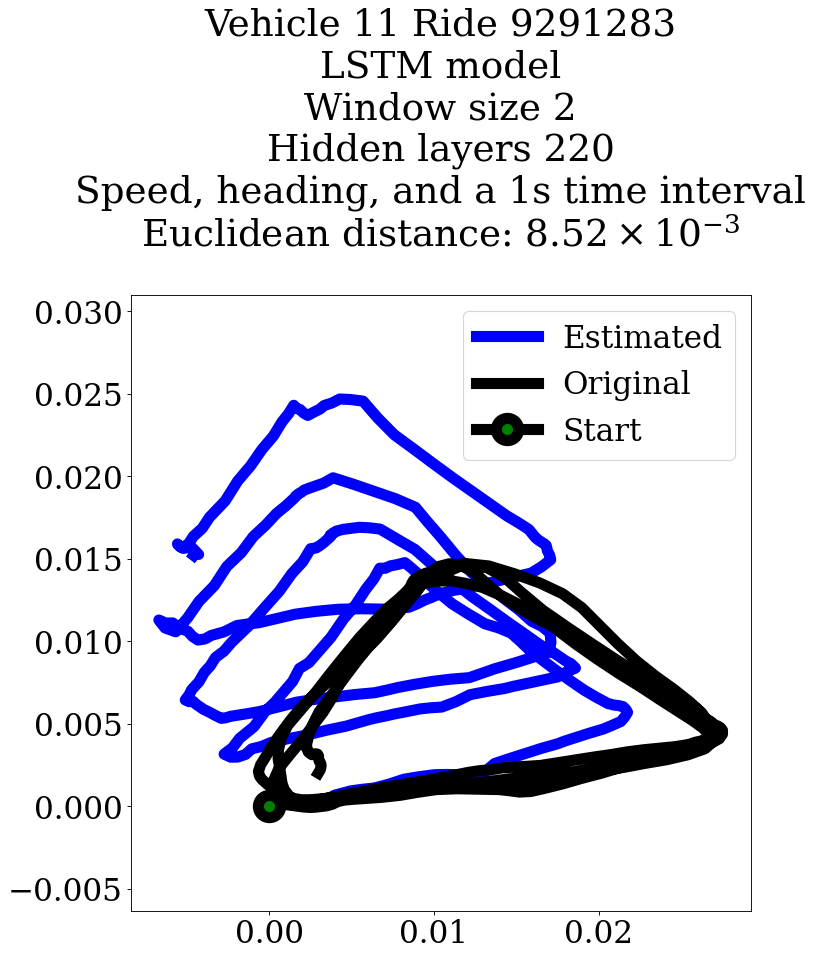 Vehicle 11 Ride 9291283
LSTM model
Window size 2
Hidden layers 220
Speed, heading, and a 1s time interval
Euclidean distance: 8.52 × 10⁻³
0.030
0.025
0.020
0.015
0.010
0.005
0.000
−0.005
Estimated
Original
Start
0.00 0.01 0.02